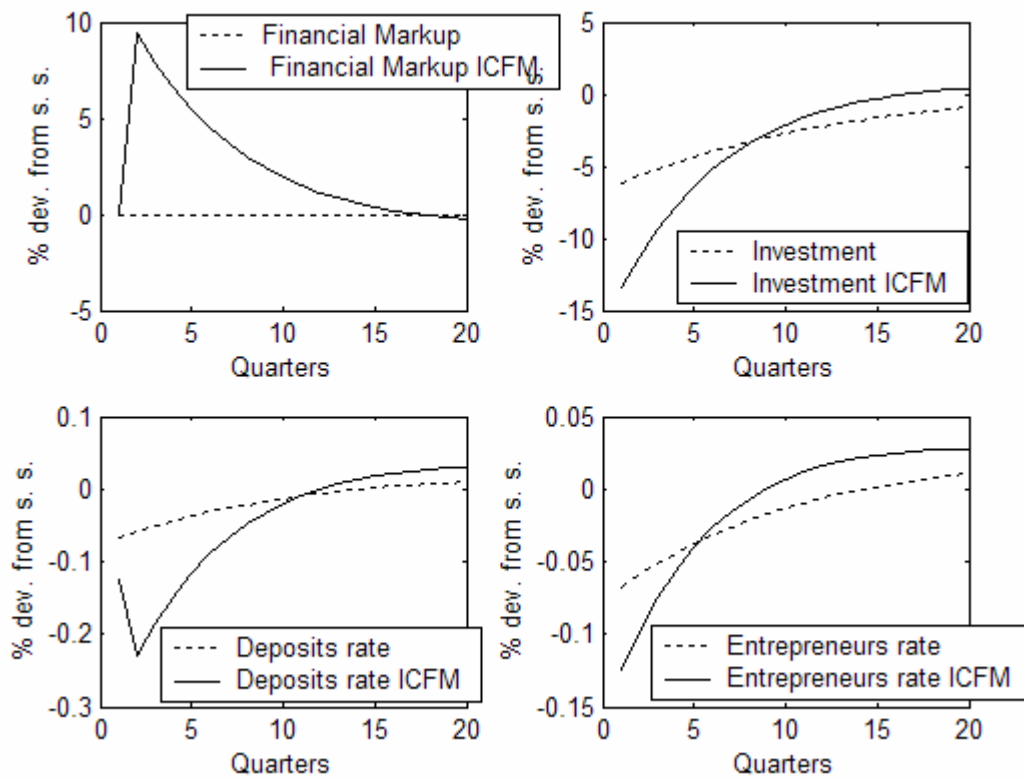 10
5
0
-5
% dev. from s. s.
Financial Markup
Financial Markup ICFM
0
5
10
15
20
Quarters
5
0
-5
-10
-15
% dev. from s. s.
Investment
Investment ICFM
0
5
10
15
20
Quarters
0.1
0
-0.1
-0.2
-0.3
% dev. from s. s.
Deposits rate
Deposits rate ICFM
0
5
10
15
20
Quarters
0.05
0
-0.05
-0.1
-0.15
% dev. from s. s.
Entrepreneurs rate
Entrepreneurs rate ICFM
0
5
10
15
20
Quarters